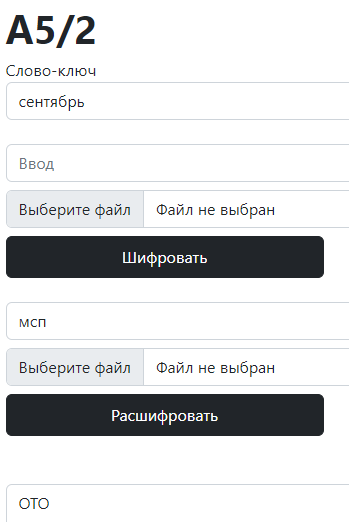 A5/2
Слово-ключ
сентябрь
Ввод
Выберите файл Файл не выбран
Шифровать
мсп
Выберите файл Файл не выбран
Расшифровать
ОТО